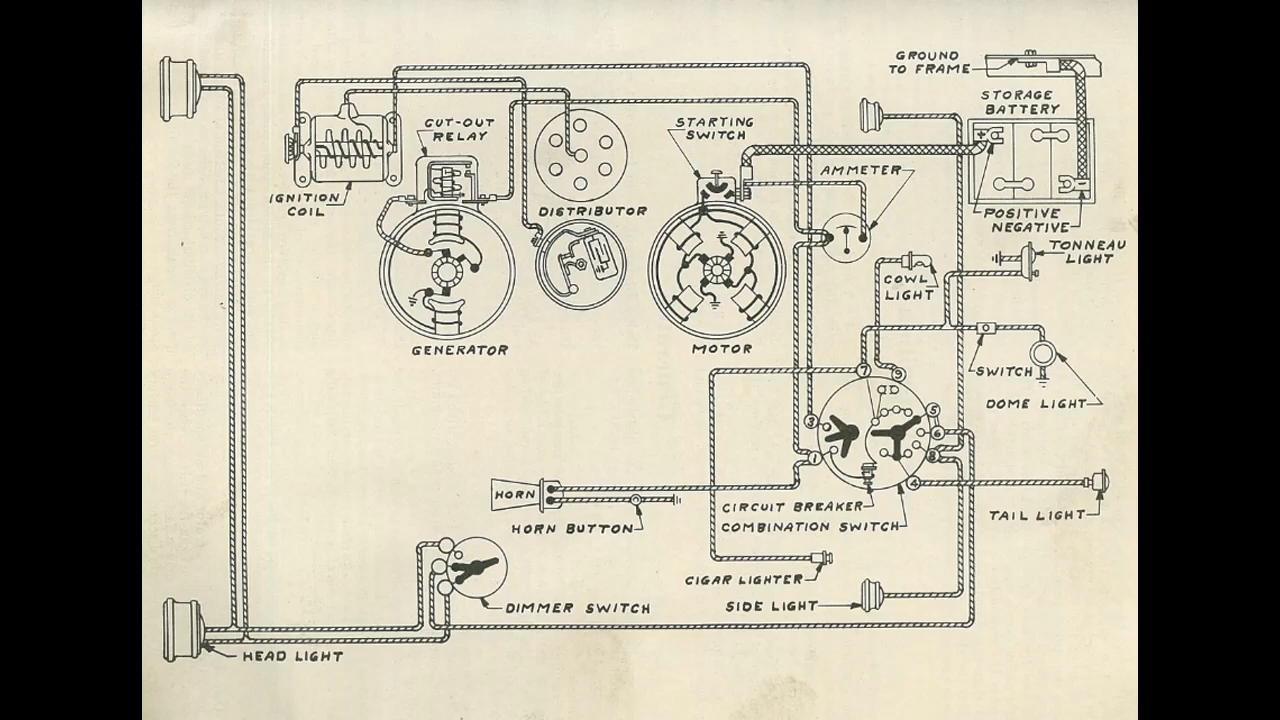 GROUND
TO FRAME
STORAGE
BATTERY
CUT-OUT
RELAY
STARTING
SWITCH
+
AMMETER
IGNITION
COIL
DISTRIBUTOR
-
POSITIVE
NEGATIVE
TONNEAU
LIGHT
COWL
LIGHT
GENERATOR
MOTOR
SWITCH
DOME LIGHT
7
9
3
5
6
1
8
4
HORN
HORN BUTTON
CIRCUIT BREAKER
COMBINATION SWITCH
TAIL LIGHT
CIGAR LIGHTER
DIMMER SWITCH
SIDE LIGHT
HEAD LIGHT